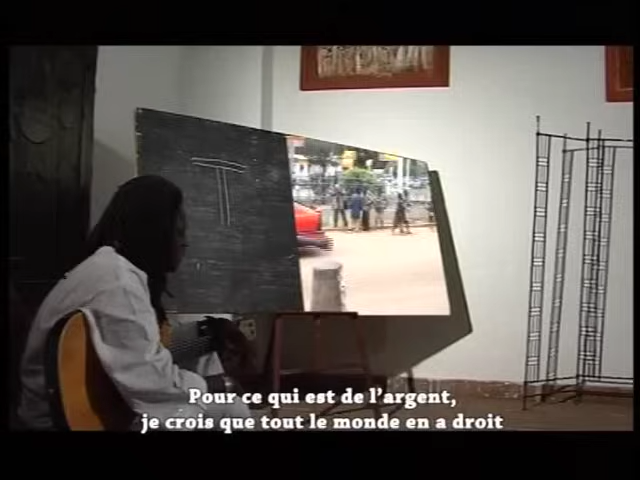 T
Pour ce qui est de l'argent,
je crois que tout le monde en a droit